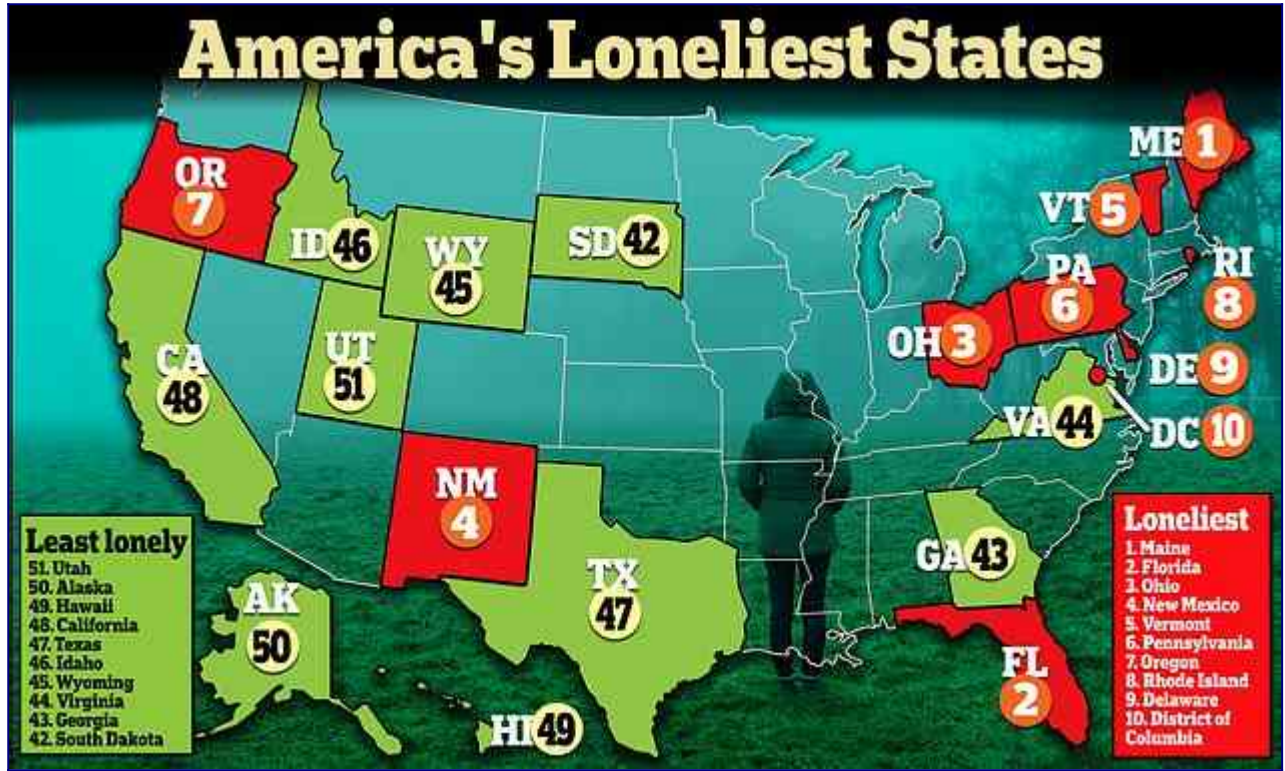 America's Loneliest States
ME 1
OR
7
VT 5
ID 46
WY
45
SD 42
PA
6
RI
8
OH 3
CA
48
UT
51
DE 9
VA 44
DC 10
NM
4
GA 43
TX
47
AK
50
FL
2
HI 49
Least lonely
51. Utah
50. Alaska
49. Hawaii
48. California
47. Texas
46. Idaho
45. Wyoming
44. Virginia
43. Georgia
42. South Dakota
Loneliest
1. Maine
2. Florida
3. Ohio
4. New Mexico
5. Vermont
6. Pennsylvania
7. Oregon
8. Rhode Island
9. Delaware
10. District of
Columbia